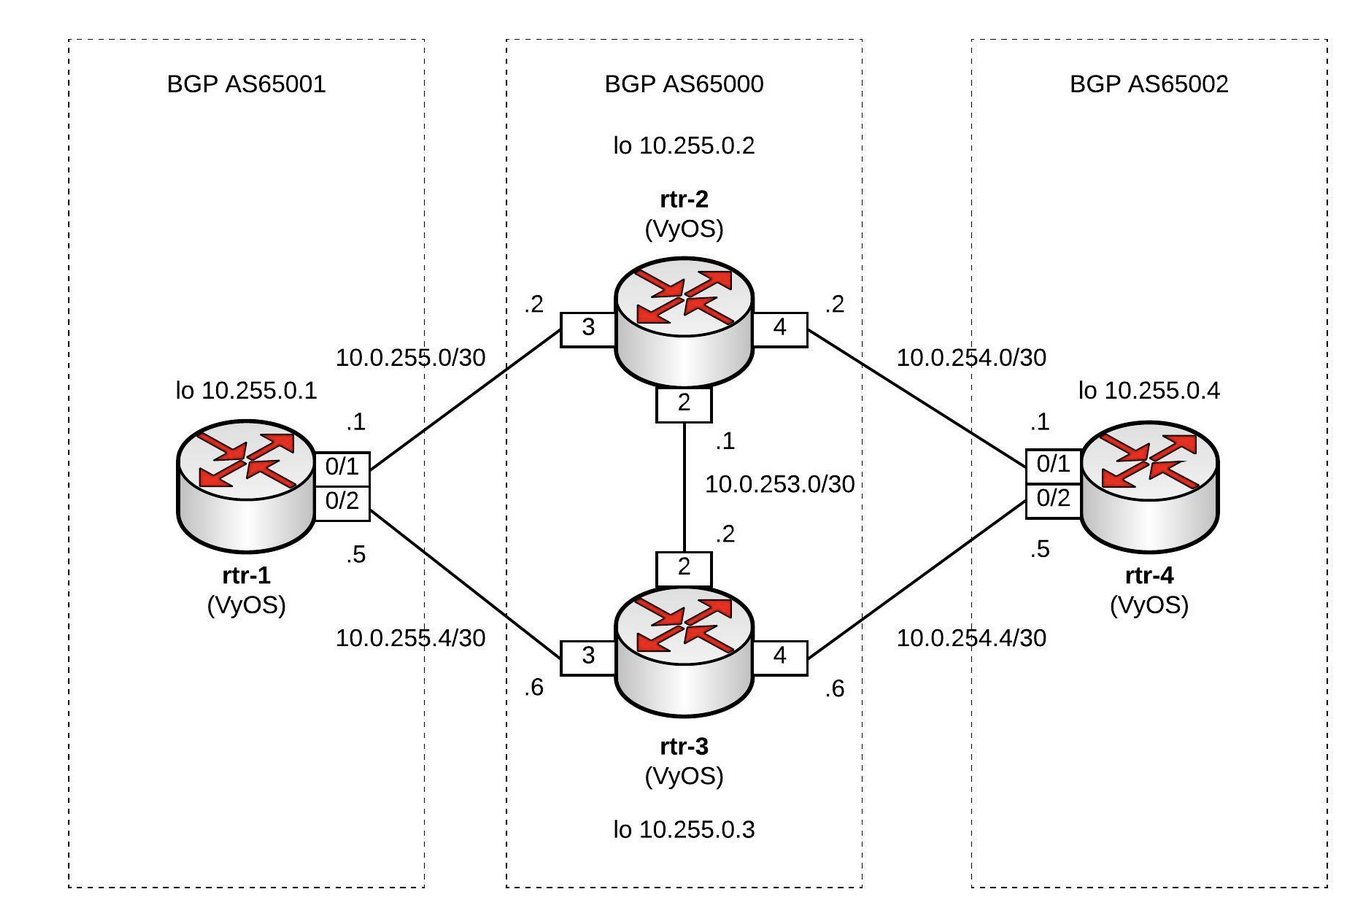 BGP AS65001
BGP AS65000
BGP AS65002
lo 10.255.0.2
rtr-2
(VyOS)
.2
3
4
.2
10.0.255.0/30
10.0.254.0/30
lo 10.255.0.1
2
lo 10.255.0.4
.1
.1
.1
0/1
0/1
10.0.253.0/30
0/2
0/2
.2
.5
.5
2
rtr-1
(VyOS)
rtr-4
(VyOS)
10.0.255.4/30
10.0.254.4/30
3
4
.6
.6
rtr-3
(VyOS)
lo 10.255.0.3